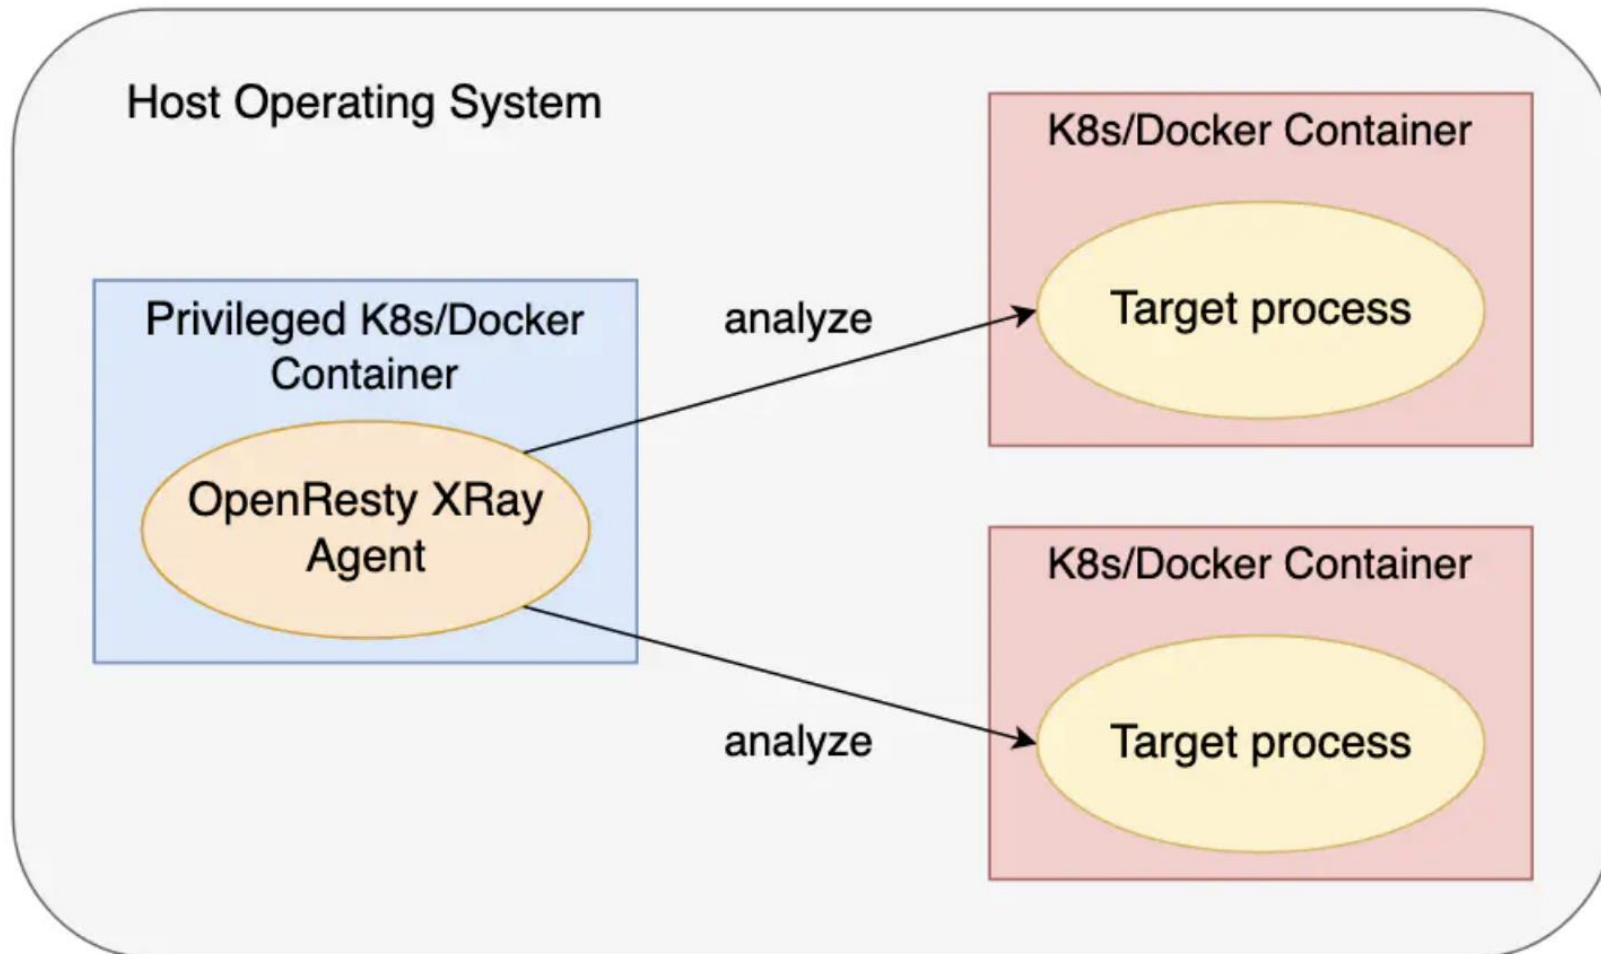 Host Operating System
K8s/Docker Container
Target process
Privileged K8s/Docker
Container
OpenResty XRay
Agent
analyze
analyze
K8s/Docker Container
Target process